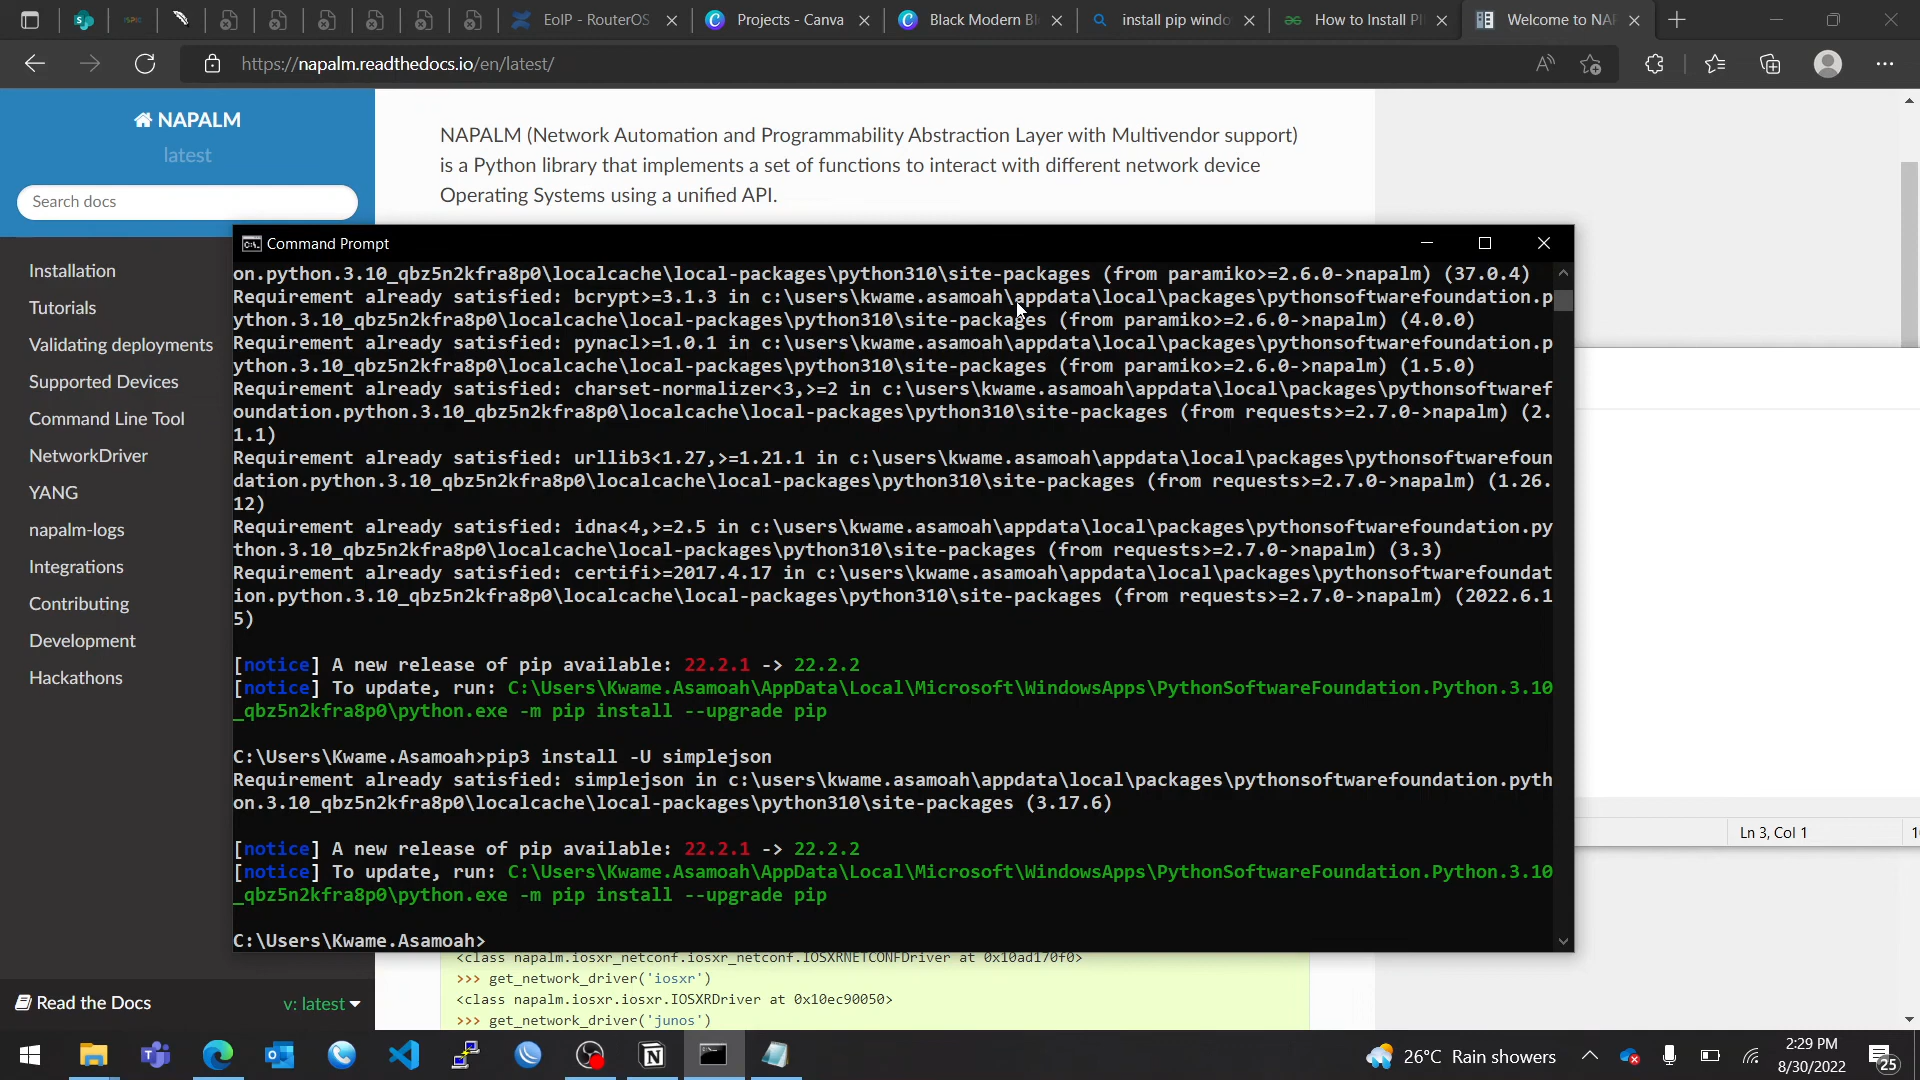 EoIP - RouterOS
Projects - Canva
Black Modern Bl
install pip windo
How to Install PI
Welcome to NAP
https://napalm.readthedocs.io/en/latest/
NAPALM
latest
Search docs
Installation
Tutorials
Validating deployments
Supported Devices
Command Line Tool
NetworkDriver
YANG
napalm-logs
Integrations
Contributing
Development
Hackathons
Read the Docs
v: latest
NAPALM (Network Automation and Programmability Abstraction Layer with Multivendor support)
is a Python library that implements a set of functions to interact with different network device
Operating Systems using a unified API.
Command Prompt
on.python.3.10_qbz5n2kfra8p0\localcache\local-packages\python310\site-packages (from paramiko>=2.6.0->napalm) (37.0.4)
Requirement already satisfied: bcrypt>=3.1.3 in c:\users\kwame.asamoah\appdata\local\packages\pythonsoftwarefoundation.p
ython.3.10_qbz5n2kfra8p0\localcache\local-packages\python310\site-packages (from paramiko>=2.6.0->napalm) (4.0.0)
Requirement already satisfied: pynacl>=1.0.1 in c:\users\kwame.asamoah\appdata\local\packages\pythonsoftwarefoundation.p
ython.3.10_qbz5n2kfra8p0\localcache\local-packages\python310\site-packages (from paramiko>=2.6.0->napalm) (1.5.0)
Requirement already satisfied: charset-normalizer<3,>=2 in c:\users\kwame.asamoah\appdata\local\packages\pythonsoftwaref
oundation.python.3.10_qbz5n2kfra8p0\localcache\local-packages\python310\site-packages (from requests>=2.7.0->napalm) (2.
1.1)
Requirement already satisfied: urllib3<1.27,>=1.21.1 in c:\users\kwame.asamoah\appdata\local\packages\pythonsoftwarefoun
dation.python.3.10_qbz5n2kfra8p0\localcache\local-packages\python310\site-packages (from requests>=2.7.0->napalm) (1.26.
12)
Requirement already satisfied: idna<4,>=2.5 in c:\users\kwame.asamoah\appdata\local\packages\pythonsoftwarefoundation.py
thon.3.10_qbz5n2kfra8p0\localcache\local-packages\python310\site-packages (from requests>=2.7.0->napalm) (3.3)
Requirement already satisfied: certifi>=2017.4.17 in c:\users\kwame.asamoah\appdata\local\packages\pythonsoftwarefoundat
ion.python.3.10_qbz5n2kfra8p0\localcache\local-packages\python310\site-packages (from requests>=2.7.0->napalm) (2022.6.1
5)
[notice] A new release of pip available: 22.2.1 -> 22.2.2
[notice] To update, run: C:\Users\Kwame.Asamoah\AppData\Local\Microsoft\WindowsApps\PythonSoftwareFoundation.Python.3.10
_qbz5n2kfra8p0\python.exe -m pip install --upgrade pip
C:\Users\Kwame.Asamoah>pip3 install -U simplejson
Requirement already satisfied: simplejson in c:\users\kwame.asamoah\appdata\local\packages\pythonsoftwarefoundation.pyth
on.3.10_qbz5n2kfra8p0\localcache\local-packages\python310\site-packages (3.17.6)
[notice] A new release of pip available: 22.2.1 -> 22.2.2
[notice] To update, run: C:\Users\Kwame.Asamoah\AppData\Local\Microsoft\WindowsApps\PythonSoftwareFoundation.Python.3.10
_qbz5n2kfra8p0\python.exe -m pip install --upgrade pip
C:\Users\Kwame.Asamoah>
<class napalm.iosxr_netconf.iosxr_netconf.IOSXRNETCONFDriver at 0x10ad170f0>
>>> get_network_driver('iosxr')
<class napalm.iosxr.iosxr.IOSXRDriver at 0x10ec90050>
>>> get_network_driver('junos')
Ln 3, Col 1
26°C Rain showers
2:29 PM
8/30/2022
25